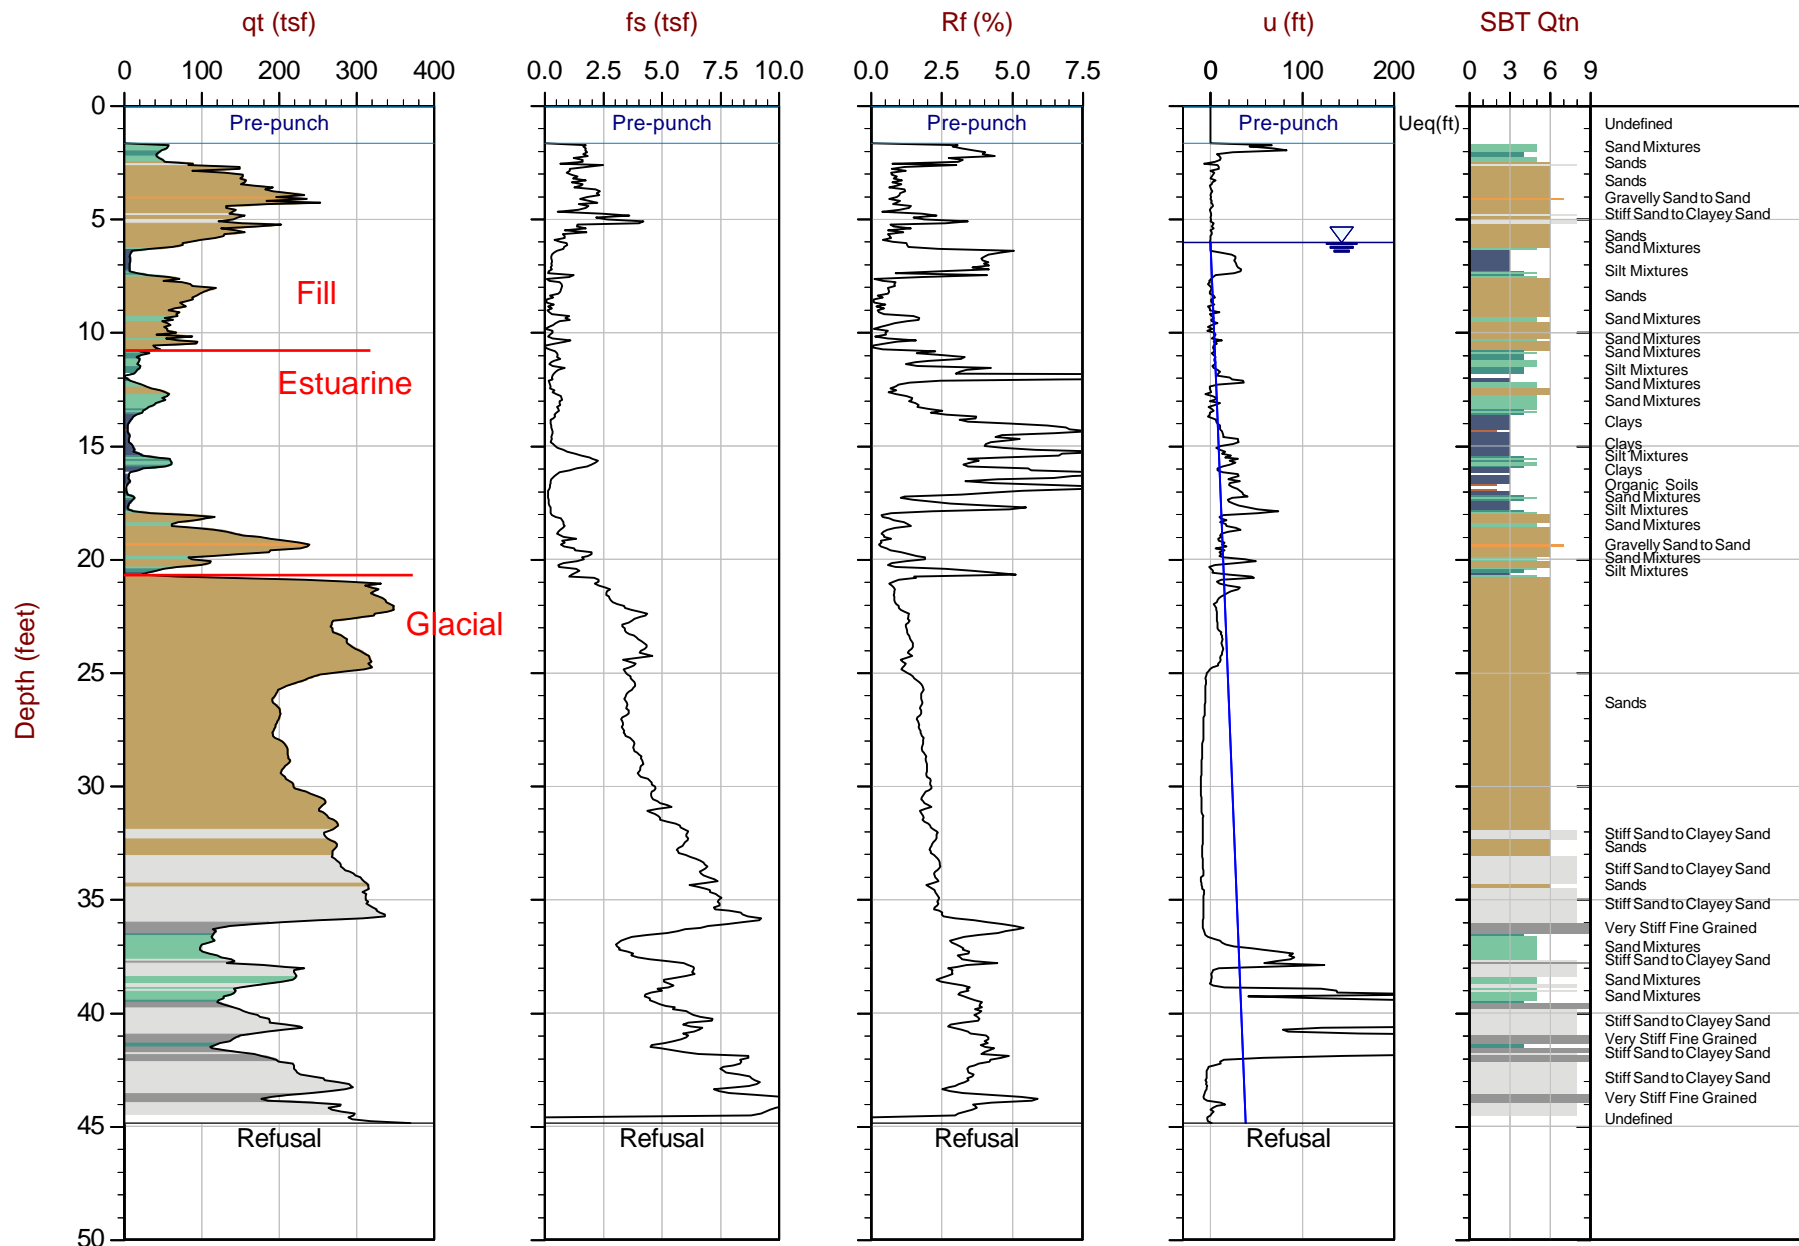 qt (tsf) fs (tsf) Rf (%) u (ft) SBT Qtn
0 100 200 300 400 0.0 2.5 5.0 7.5 10.0 0.0 2.5 5.0 7.5 0 100 200 0 3 6 9
0
Pre-punch Pre-punch Pre-punch Pre-punch Ueq(ft) Undefined
Sand Mixtures
Sands
Sands
Gravelly Sand to Sand
Stiff Sand to Clayey Sand
5
Sands
Sand Mixtures
Silt Mixtures
Fill
Sands
Sand Mixtures
10
Sand Mixtures
Sand Mixtures
Silt Mixtures
Estuarine
Sand Mixtures
Sand Mixtures
Clays
15
Clays
Silt Mixtures
Clays
Organic Soils
Sand Mixtures
Silt Mixtures
Sand Mixtures
Gravelly Sand to Sand
20
Sand Mixtures
Silt Mixtures
Glacial
Depth (feet)
25
Sands
30
Stiff Sand to Clayey Sand
Sands
Stiff Sand to Clayey Sand
Sands
35
Stiff Sand to Clayey Sand
Very Stiff Fine Grained
Sand Mixtures
Stiff Sand to Clayey Sand
Sand Mixtures
Sand Mixtures
40
Stiff Sand to Clayey Sand
Very Stiff Fine Grained
Stiff Sand to Clayey Sand
Stiff Sand to Clayey Sand
Very Stiff Fine Grained
Undefined
45
Refusal Refusal Refusal Refusal
50